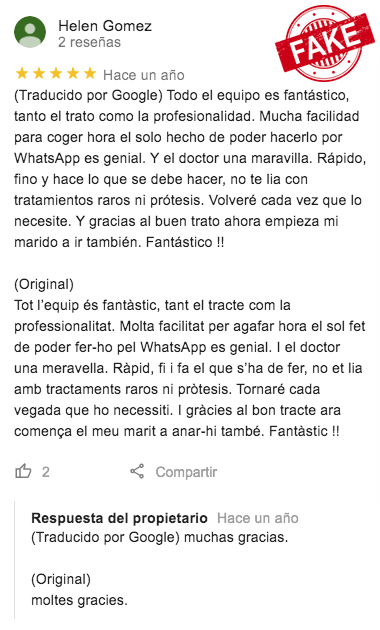 Helen Gomez
2 reseñas
FAKE
Hace un año
(Traducido por Google) Todo el equipo es fantástico,
tanto el trato como la profesionalidad. Mucha facilidad
para coger hora el solo hecho de poder hacerlo por
WhatsApp es genial. Y el doctor una maravilla. Rápido,
fino y hace lo que se debe hacer, no te lia con
tratamientos raros ni prótesis. Volveré cada vez que lo
necesite. Y gracias al buen trato ahora empieza mi
marido a ir también. Fantástico !!
(Original)
Tot l’equip és fantàstic, tant el tracte com la
professionalitat. Molta facilitat per agafar hora el sol fet
de poder fer-ho pel WhatsApp es genial. I el doctor
una meravella. Ràpid, fi i fa el que s’ha de fer, no et lia
amb tractaments raros ni pròtesis. Tornaré cada
vegada que ho necessiti. I gràcies al bon tracte ara
comença el meu marit a anar-hi també. Fantàstic !!
2
Compartir
Respuesta del propietario Hace un año
(Traducido por Google) muchas gracias.
(Original)
moltes gracies.